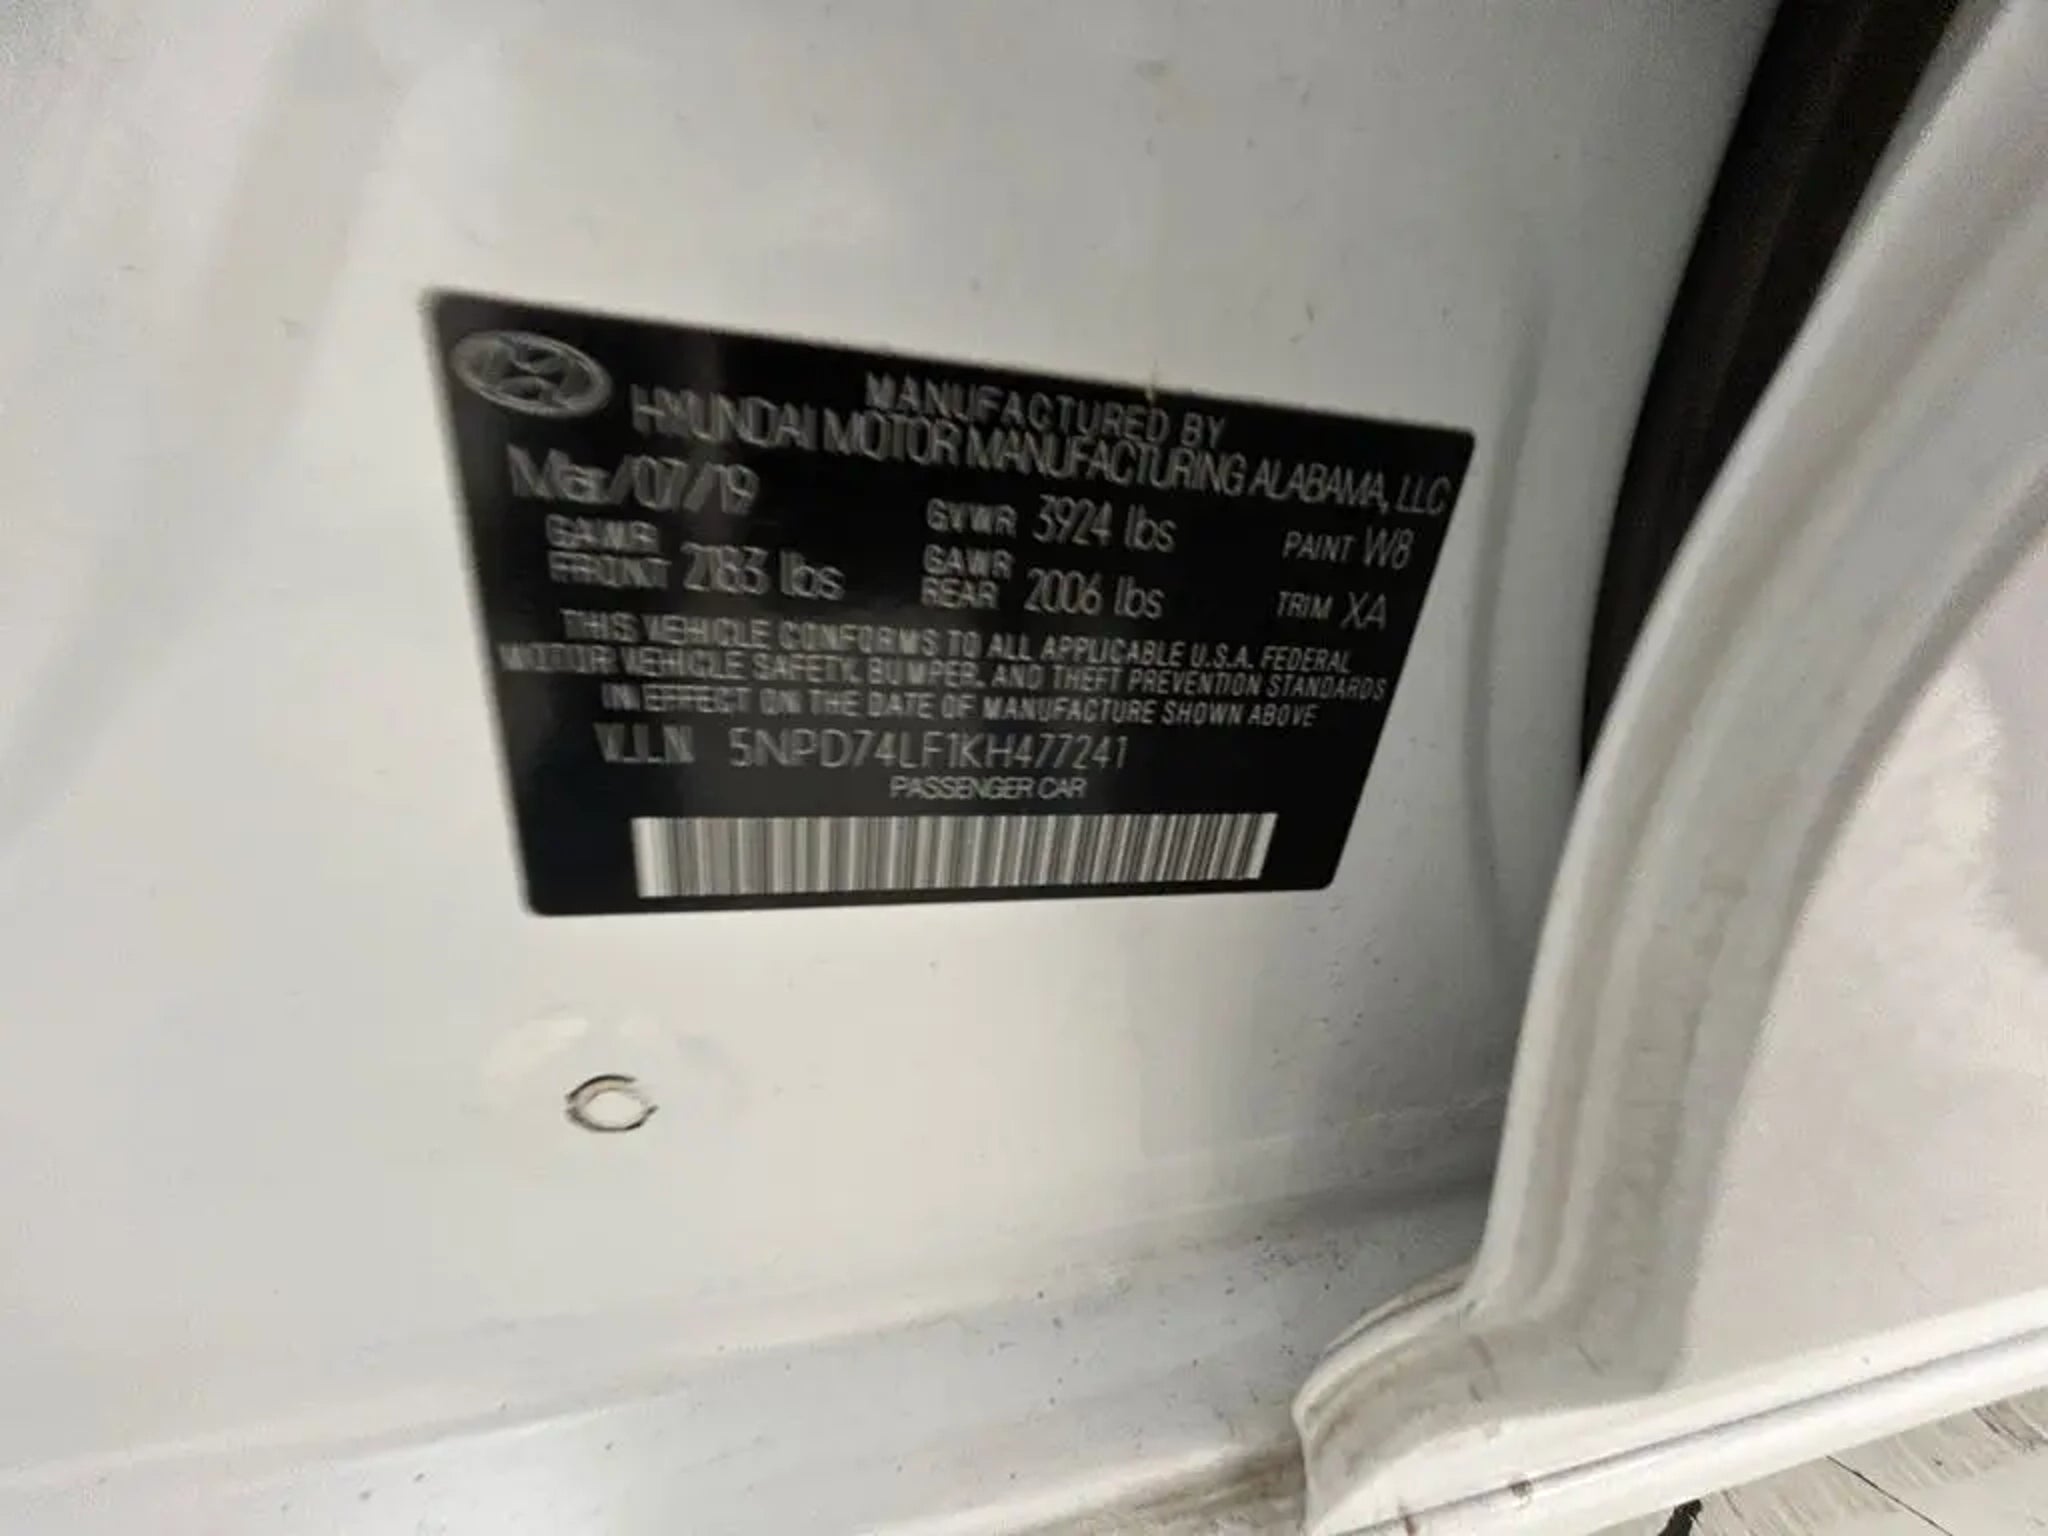 MANUFACTURED BY
HYUNDAI MOTOR MANUFACTURING ALABAMA, LLC
Mar/07/19 GVWR 3924 lbs PAINT W8
GAWR FRONT 2183 lbs GAWR REAR 2006 lbs TRIM XA
THIS VEHICLE CONFORMS TO ALL APPLICABLE U.S.A. FEDERAL
MOTOR VEHICLE SAFETY, BUMPER, AND THEFT PREVENTION STANDARDS
IN EFFECT ON THE DATE OF MANUFACTURE SHOWN ABOVE
V.I.N. 5NPD74LF1KH477241
PASSENGER CAR